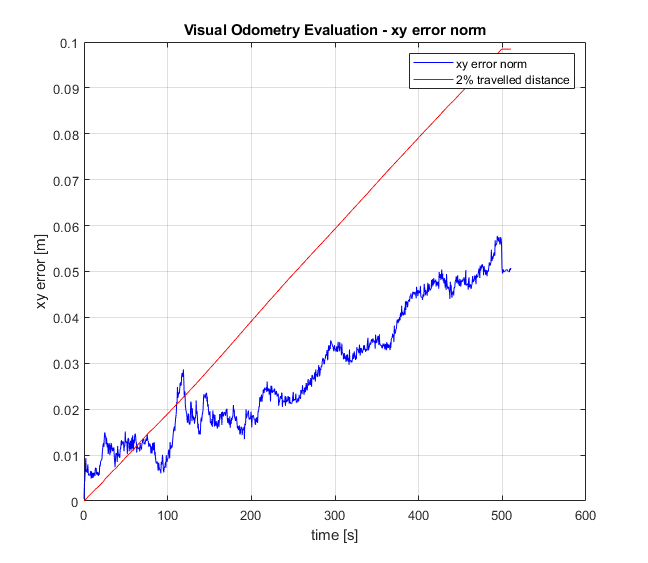 Visual Odometry Evaluation - xy error norm
xy error norm
2% travelled distance
0.1
0.09
0.08
0.07
0.06
0.05
0.04
0.03
0.02
0.01
0
xy error [m]
0 100 200 300 400 500 600
time [s]